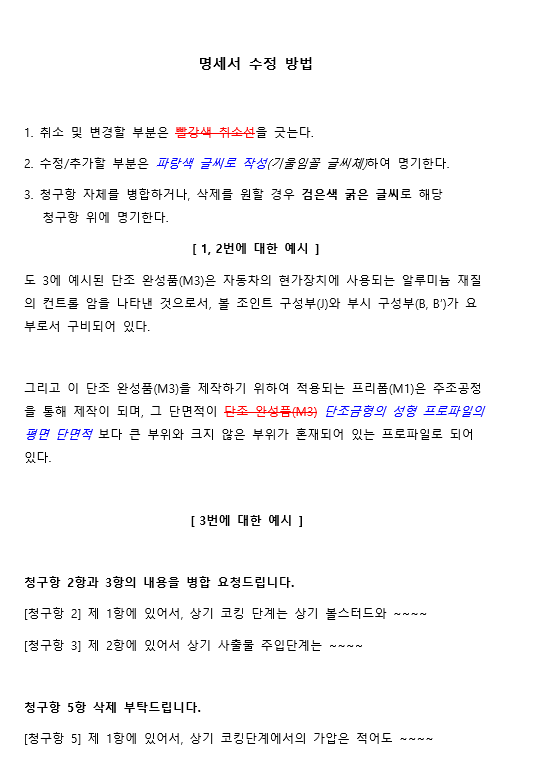 명세서 수정 방법
1. 취소 및 변경할 부분은 빨강색 취소선을 긋는다.
2. 수정/추가할 부분은 파랑색 글씨로 작성(기울임꼴 글씨체)하여 명기한다.
3. 청구항 자체를 병합하거나, 삭제를 원할 경우 검은색 굵은 글씨로 해당
청구항 위에 명기한다.
[ 1, 2번에 대한 예시 ]
도 3에 예시된 단조 완성품(M3)은 자동차의 현가장치에 사용되는 알루미늄 재질
의 컨트롤 암을 나타낸 것으로서, 볼 조인트 구성부(J)와 부시 구성부(B, B')가 요
부로서 구비되어 있다.
그리고 이 단조 완성품(M3)을 제작하기 위하여 적용되는 프리폼(M1)은 주조공정
을 통해 제작이 되며, 그 단면적이 단조 완성품(M3) 단조금형의 성형 프로파일의
평면 단면적 보다 큰 부위와 크지 않은 부위가 혼재되어 있는 프로파일로 되어
있다.
[ 3번에 대한 예시 ]
청구항 2항과 3항의 내용을 병합 요청드립니다.
[청구항 2] 제 1항에 있어서, 상기 코킹 단계는 상기 볼스터드와 ~~~~
[청구항 3] 제 2항에 있어서 상기 사출물 주입단계는 ~~~~
청구항 5항 삭제 부탁드립니다.
[청구항 5] 제 1항에 있어서, 상기 코킹단계에서의 가압은 적어도 ~~~~